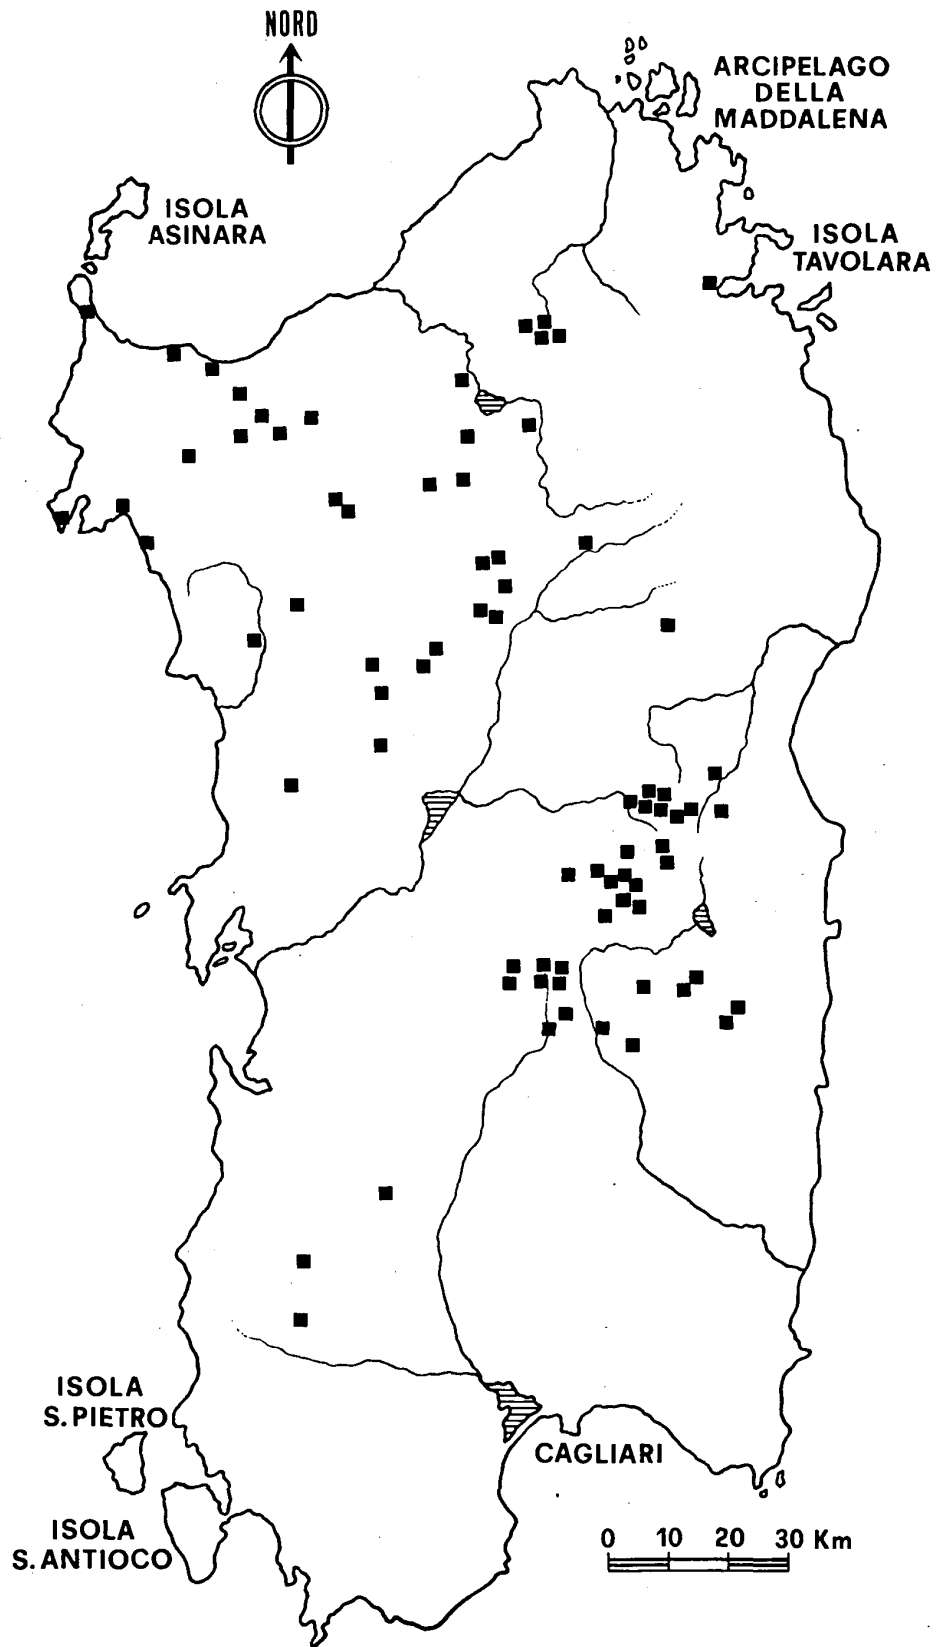 NORD
ARCIPELAGO
DELLA
MADDALENA
ISOLA
ASINARA
ISOLA
TAVOLARA
ISOLA
S. PIETRO
CAGLIARI
ISOLA
S. ANTIOCO
0 10 20 30 Km